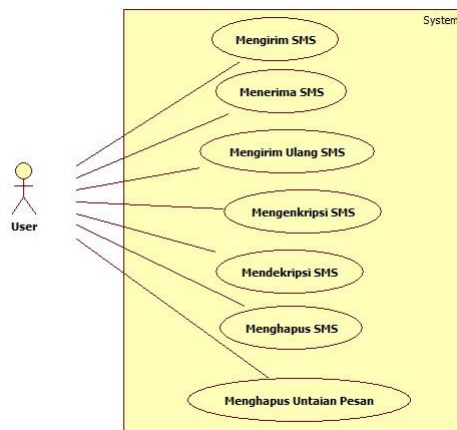 System
Mengirim SMS
Menerima SMS
Mengirim Ulang SMS
User
Mengenkripsi SMS
Mendekripsi SMS
Menghapus SMS
Menghapus Untaian Pesan